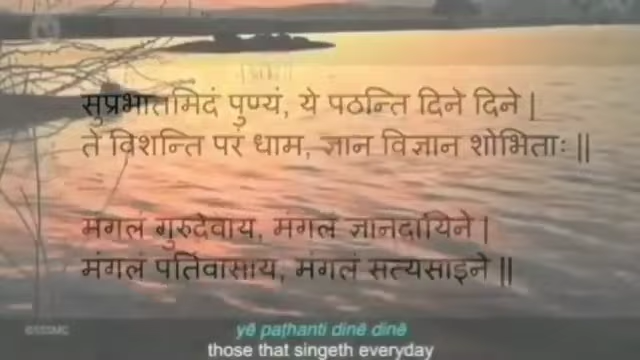 सुप्रभातमिदं पुण्यं, ये पठन्ति दिने दिने |
ते विशन्ति परं धाम, ज्ञान विज्ञान शोभिताः ||
मंगलं गुरुदेवाय, मंगलं ज्ञानदायिने |
मंगलं पर्तिवासाय, मंगलं सत्यसाइने ||
©SSSMC
yē paṭhanti dinē dinē
those that singeth everyday